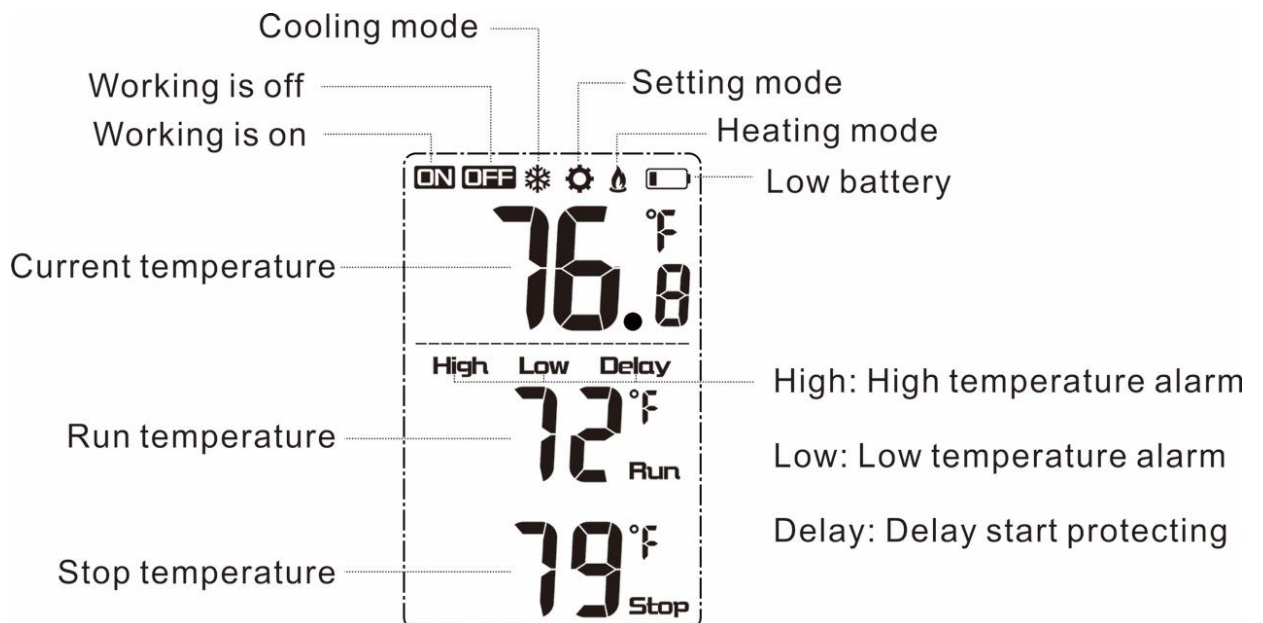 Cooling mode
Working is off
Setting mode
Working is on
Heating mode
ON OFF
Low battery
°F
Current temperature
76.8
High Low Delay
High: High temperature alarm
72°F
Run temperature
Run
Low: Low temperature alarm
79°F
Delay: Delay start protecting
Stop temperature
Stop